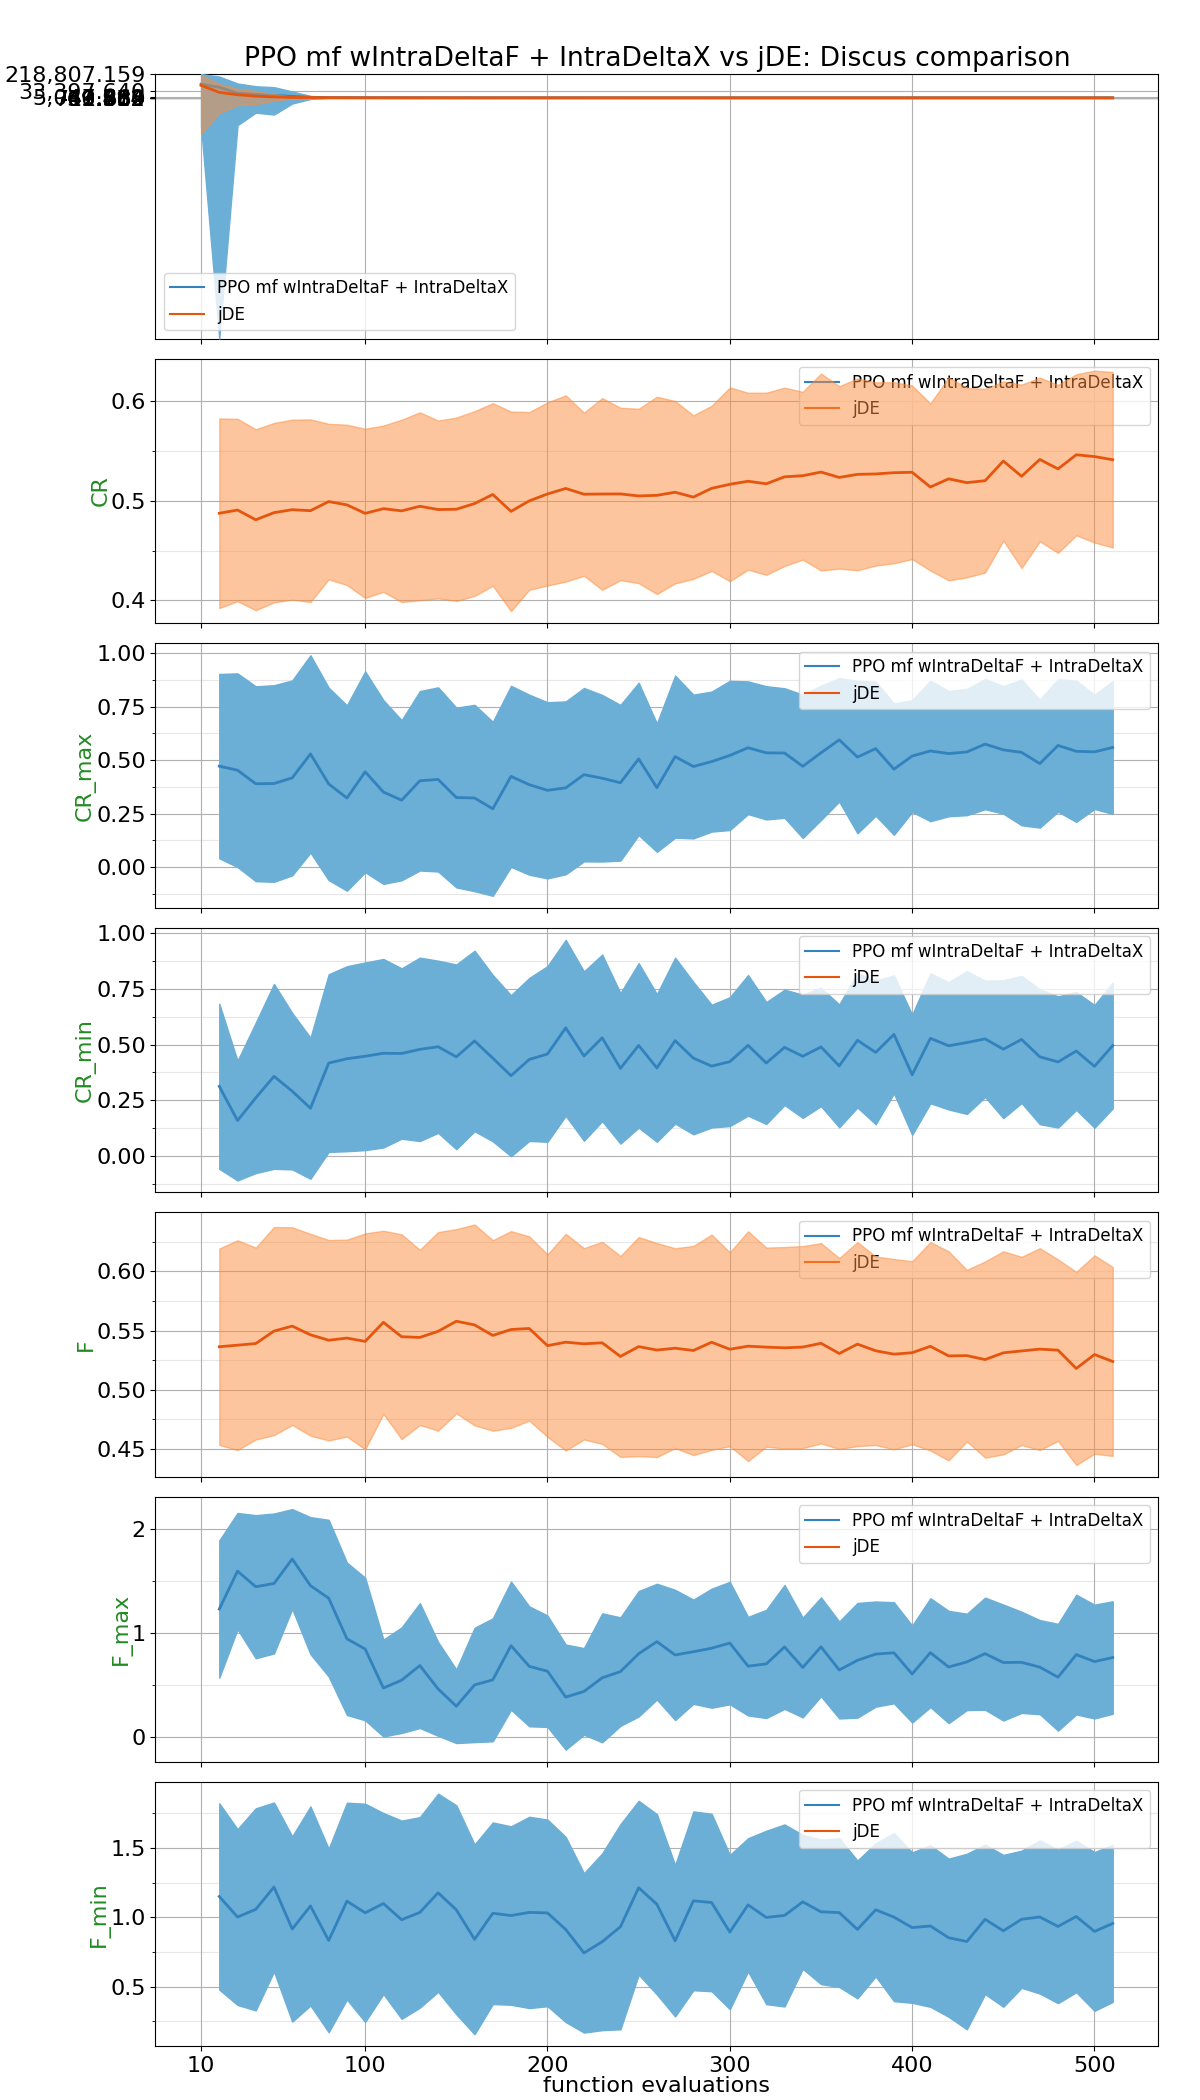 PPO mf wIntraDeltaF + IntraDeltaX vs jDE: Discus comparison
218,807.159
PPO mf wIntraDeltaF + IntraDeltaX
jDE
PPO mf wIntraDeltaF + IntraDeltaX
jDE
0.6
0.5
0.4
CR
PPO mf wIntraDeltaF + IntraDeltaX
jDE
1.00
0.75
0.50
0.25
0.00
CR_max
PPO mf wIntraDeltaF + IntraDeltaX
jDE
1.00
0.75
0.50
0.25
0.00
CR_min
PPO mf wIntraDeltaF + IntraDeltaX
jDE
0.60
0.55
0.50
0.45
F
PPO mf wIntraDeltaF + IntraDeltaX
jDE
2
1
0
F_max
PPO mf wIntraDeltaF + IntraDeltaX
jDE
1.5
1.0
0.5
F_min
10 100 200 300 400 500
function evaluations